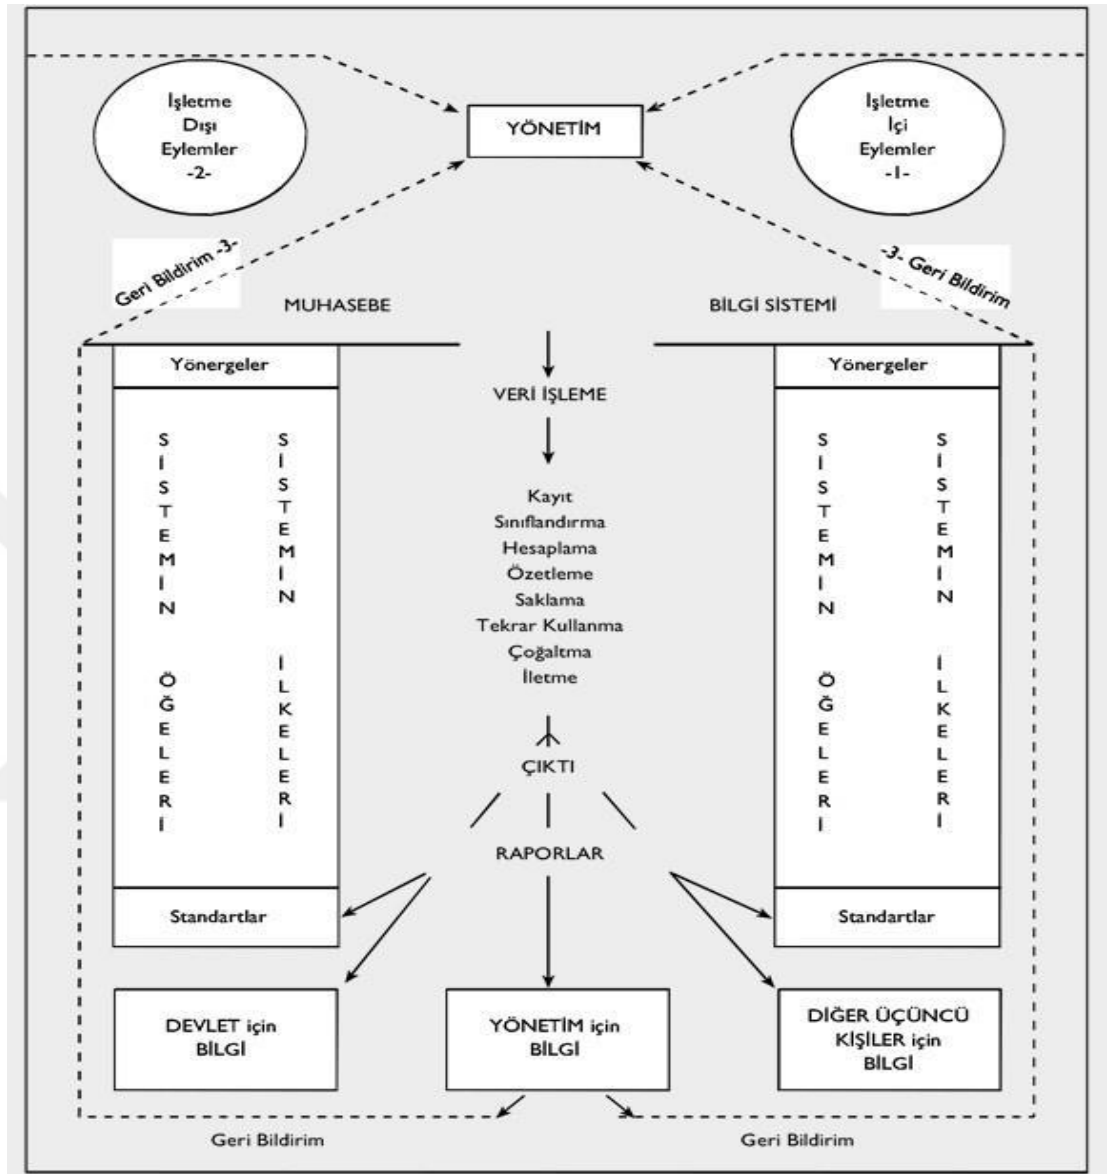 İşletme
Dışı
Eylemler
-2-
YÖNETİM
İşletme
İçi
Eylemler
-1-
Geri Bildirim -3-
-3- Geri Bildirim
MUHASEBE
BİLGİ SİSTEMİ
Yönergeler
SİSTEMİN ÖĞELERİ
SİSTEMİN İLKELERİ
Standartlar
VERİ İŞLEME
Kayıt
Sınıflandırma
Hesaplama
Özetleme
Saklama
Tekrar Kullanma
Çoğaltma
İletme
ÇIKTI
RAPORLAR
Yönergeler
SİSTEMİN ÖĞELERİ
SİSTEMİN İLKELERİ
Standartlar
DEVLET için
BİLGİ
YÖNETİM için
BİLGİ
DİĞER ÜÇÜNCÜ
KİŞİLER için
BİLGİ
Geri Bildirim
Geri Bildirim